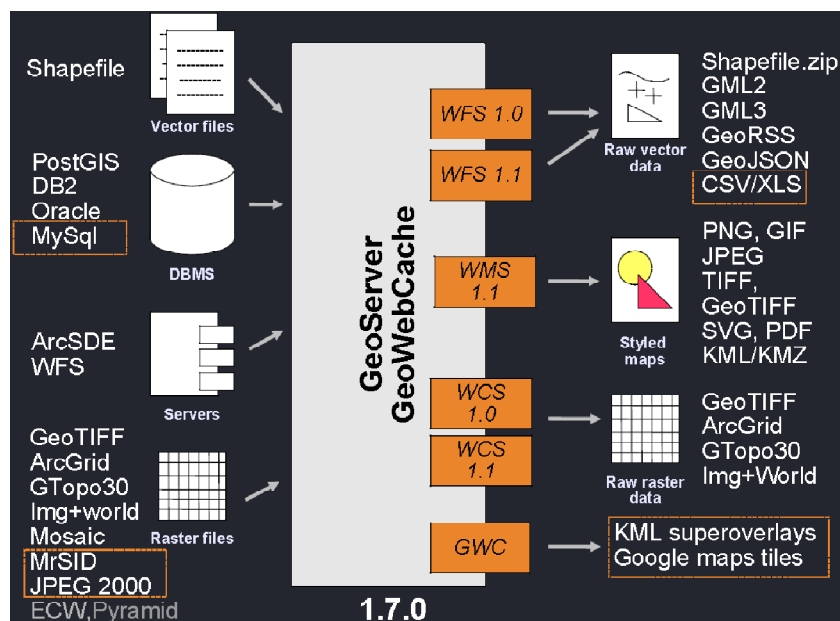 Shapefile
Vector files
PostGIS
DB2
Oracle
MySql
DBMS
ArcSDE
WFS
Servers
GeoTIFF
ArcGrid
GTopo30
Img+world
Mosaic
MrSID
JPEG 2000
ECW,Pyramid
Raster files
GeoServer
GeoWebCache
1.7.0
WFS 1.0
WFS 1.1
WMS
1.1
WCS
1.0
WCS
1.1
GWC
Raw vector
data
Shapefile.zip
GML2
GML3
GeoRSS
GeoJSON
CSV/XLS
Styled
maps
PNG, GIF
JPEG
TIFF,
GeoTIFF
SVG, PDF
KML/KMZ
Raw raster
data
GeoTIFF
ArcGrid
GTopo30
Img+World
KML superoverlays
Google maps tiles